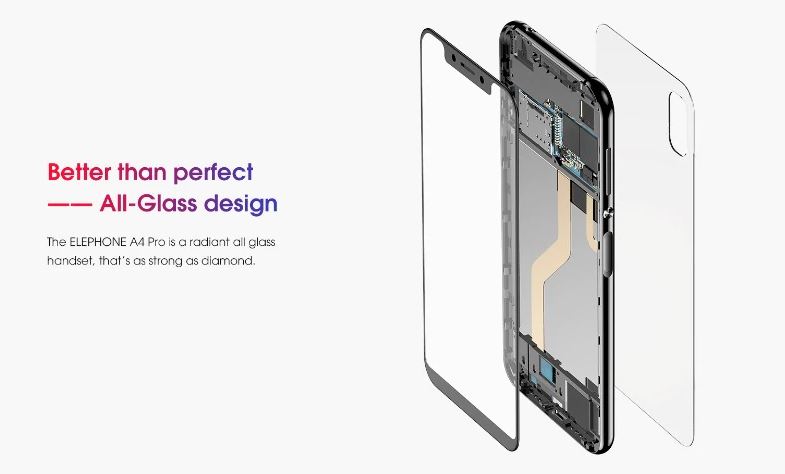 Better than perfect
—— All-Glass design
The ELEPHONE A4 Pro is a radiant all glass
handset, that's as strong as diamond.